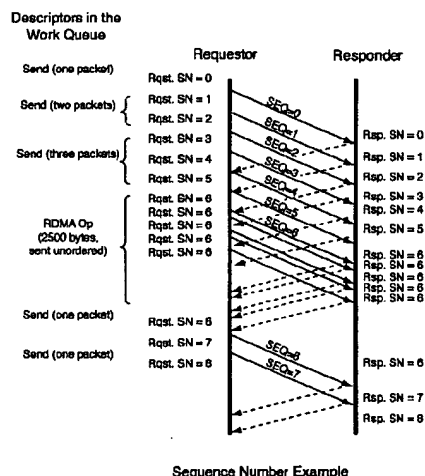 Descriptors in the
Work Queue
Requestor
Responder
Send (one packet)
Rqst. SN = 0
Send (two packets)
Rqst. SN = 1
Rqst. SN = 2
Send (three packets)
Rqst. SN = 3
Rqst. SN = 4
Rqst. SN = 5
RDMA Op
(2500 bytes,
sent unordered)
Rqst. SN = 6
Rqst. SN = 6
Rqst. SN = 6
Rqst. SN = 6
Rqst. SN = 6
Send (one packet)
Rqst. SN = 6
Rqst. SN = 7
Send (one packet)
Rqst. SN = 8
SEQ=0
SEQ=1
SEQ=2
SEQ=3
SEQ=4
SEQ=5
SEQ=6
SEQ=6
SEQ=7
Rsp. SN = 0
Rsp. SN = 1
Rsp. SN = 2
Rsp. SN = 3
Rsp. SN = 4
Rsp. SN = 5
Rsp. SN = 6
Rsp. SN = 6
Rsp. SN = 6
Rsp. SN = 6
Rsp. SN = 6
Rsp. SN = 6
Rsp. SN = 7
Rsp. SN = 8
Sequence Number Example